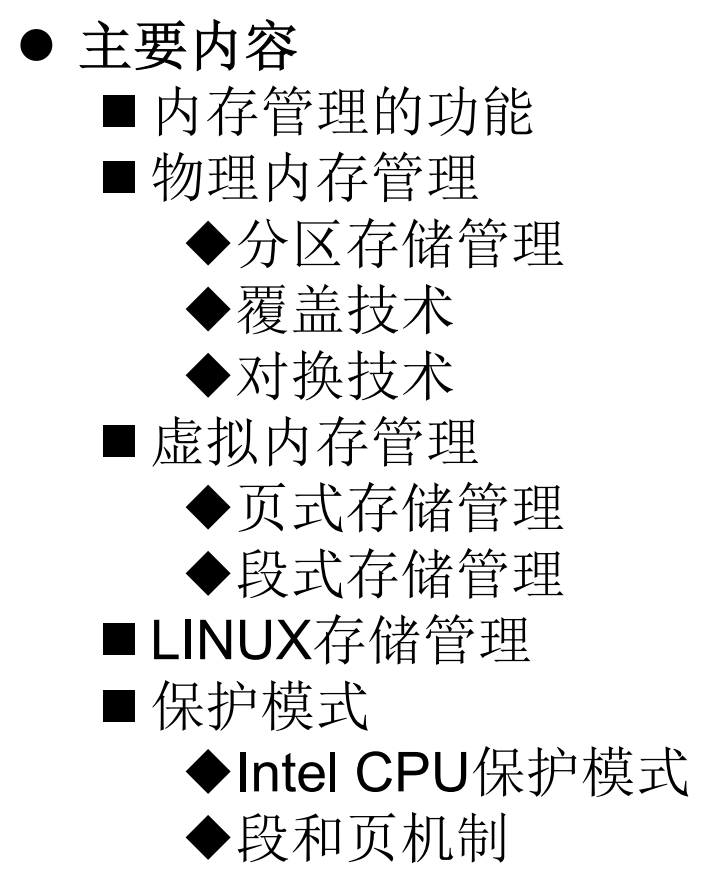 ● 主要内容
■ 内存管理的功能
■ 物理内存管理
◆分区存储管理
◆覆盖技术
◆对换技术
■ 虚拟内存管理
◆页式存储管理
◆段式存储管理
■ LINUX存储管理
■ 保护模式
◆Intel CPU保护模式
◆段和页机制